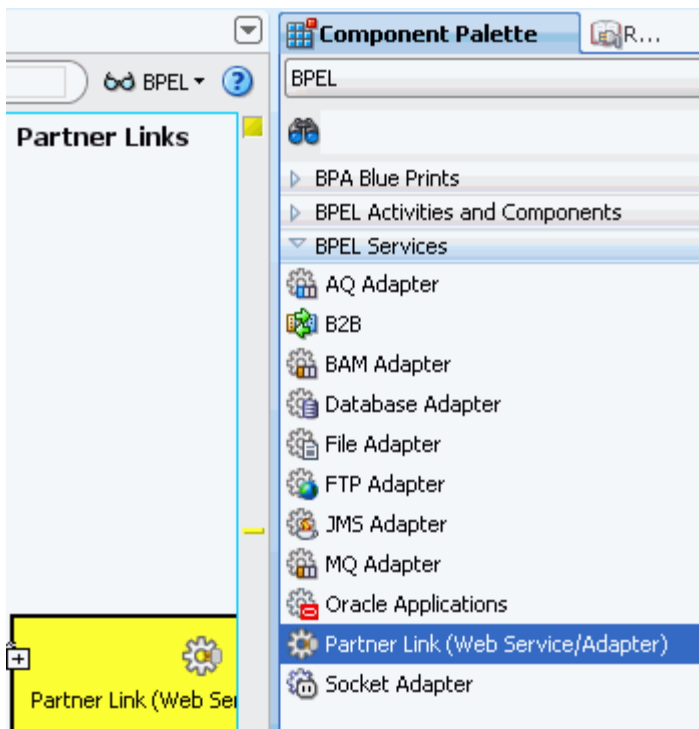 Component Palette
R...
BPEL
?
BPEL
Partner Links
BPA Blue Prints
BPEL Activities and Components
BPEL Services
AQ Adapter
B2B
BAM Adapter
Database Adapter
File Adapter
FTP Adapter
JMS Adapter
MQ Adapter
Oracle Applications
Partner Link (Web Service/Adapter)
Socket Adapter
Partner Link (Web Ser